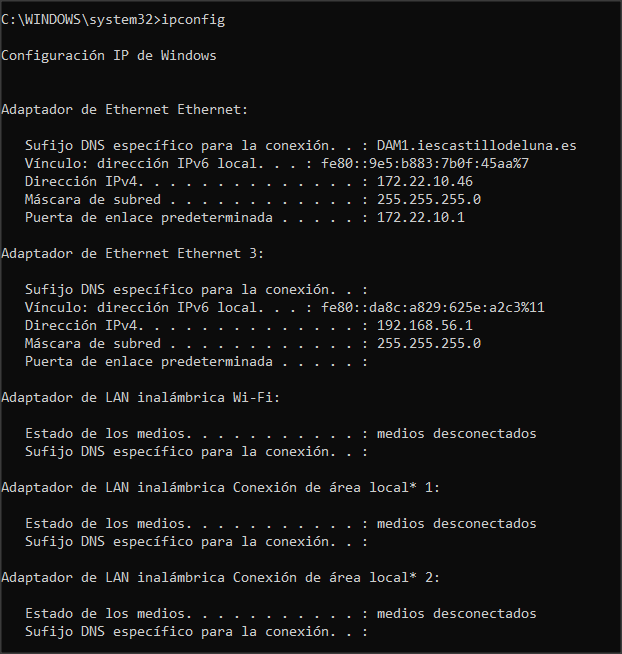 C:\WINDOWS\system32>ipconfig
Configuración IP de Windows
Adaptador de Ethernet Ethernet:
Sufijo DNS específico para la conexión. . : DAM1.iescastillodeluna.es
Vínculo: dirección IPv6 local. . . : fe80::9e5:b883:7b0f:45aa%7
Dirección IPv4. . . . . . . . . . . . . . : 172.22.10.46
Máscara de subred . . . . . . . . . . . . : 255.255.255.0
Puerta de enlace predeterminada . . . . . : 172.22.10.1
Adaptador de Ethernet Ethernet 3:
Sufijo DNS específico para la conexión. . :
Vínculo: dirección IPv6 local. . . : fe80::da8c:a829:625e:a2c3%11
Dirección IPv4. . . . . . . . . . . . . . : 192.168.56.1
Máscara de subred . . . . . . . . . . . . : 255.255.255.0
Puerta de enlace predeterminada . . . . . :
Adaptador de LAN inalámbrica Wi-Fi:
Estado de los medios. . . . . . . . . . . : medios desconectados
Sufijo DNS específico para la conexión. . :
Adaptador de LAN inalámbrica Conexión de área local* 1:
Estado de los medios. . . . . . . . . . . : medios desconectados
Sufijo DNS específico para la conexión. . :
Adaptador de LAN inalámbrica Conexión de área local* 2:
Estado de los medios. . . . . . . . . . . : medios desconectados
Sufijo DNS específico para la conexión. . :